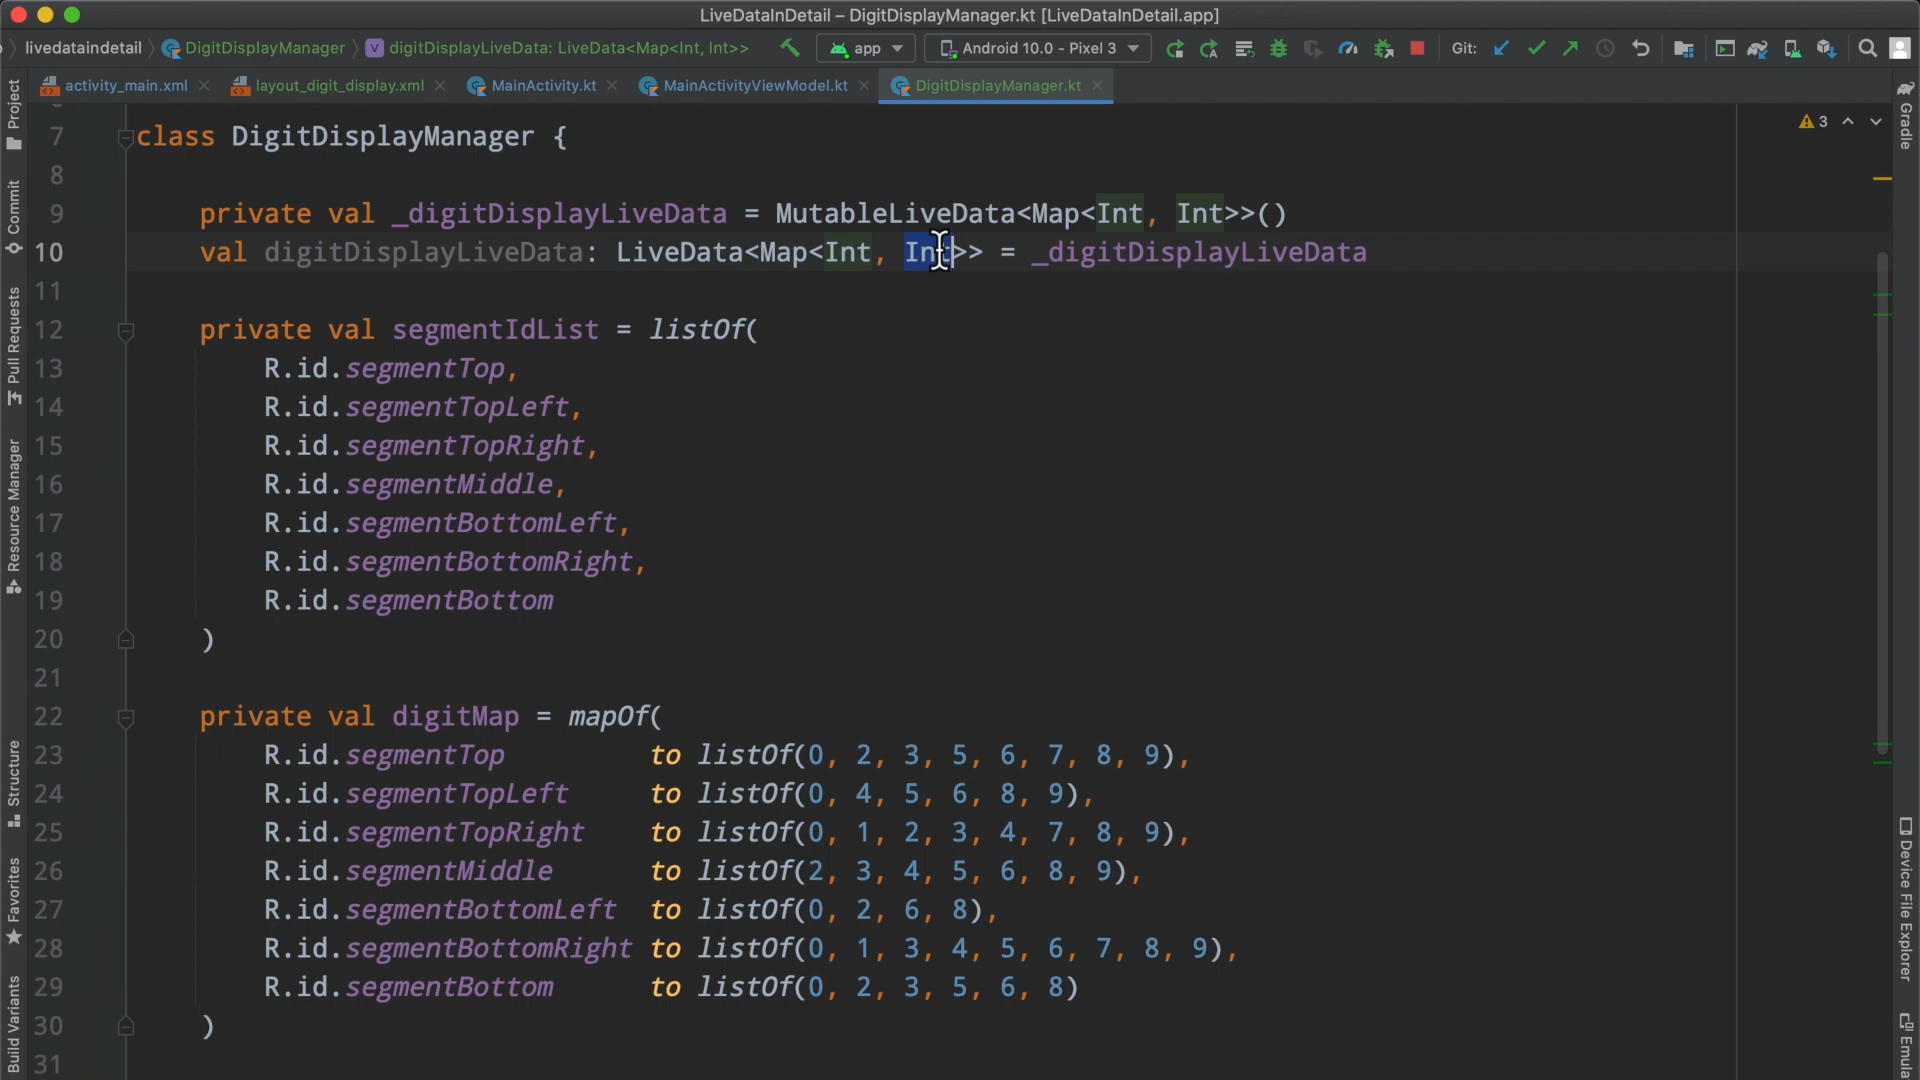 LiveDataInDetail – DigitDisplayManager.kt [LiveDataInDetail.app]
livedataindetail
DigitDisplayManager
digitDisplayLiveData: LiveData<Map<Int, Int>>
app
Android 10.0 - Pixel 3
Git:
activity_main.xml
layout_digit_display.xml
MainActivity.kt
MainActivityViewModel.kt
DigitDisplayManager.kt
Project
Commit
Pull Requests
Resource Manager
Structure
Favorites
Build Variants
3
7 class DigitDisplayManager {
8
9 private val _digitDisplayLiveData = MutableLiveData<Map<Int, Int>>()
10 val digitDisplayLiveData: LiveData<Map<Int, Int>> = _digitDisplayLiveData
11
12 private val segmentIdList = listOf(
13 R.id.segmentTop,
14 R.id.segmentTopLeft,
15 R.id.segmentTopRight,
16 R.id.segmentMiddle,
17 R.id.segmentBottomLeft,
18 R.id.segmentBottomRight,
19 R.id.segmentBottom
20 )
21
22 private val digitMap = mapOf(
23 R.id.segmentTop to listOf(0, 2, 3, 5, 6, 7, 8, 9),
24 R.id.segmentTopLeft to listOf(0, 4, 5, 6, 8, 9),
25 R.id.segmentTopRight to listOf(0, 1, 2, 3, 4, 7, 8, 9),
26 R.id.segmentMiddle to listOf(2, 3, 4, 5, 6, 8, 9),
27 R.id.segmentBottomLeft to listOf(0, 2, 6, 8),
28 R.id.segmentBottomRight to listOf(0, 1, 3, 4, 5, 6, 7, 8, 9),
29 R.id.segmentBottom to listOf(0, 2, 3, 5, 6, 8)
30 )
31
Gradle
Device File Explorer
Emula